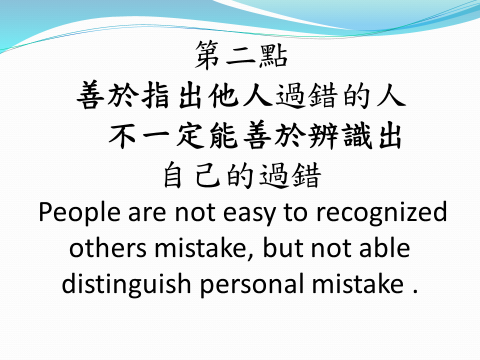 第二點
善於指出他人過錯的人
不一定能善於辨識出
自己的過錯
People are not easy to recognized
others mistake, but not able
distinguish personal mistake .